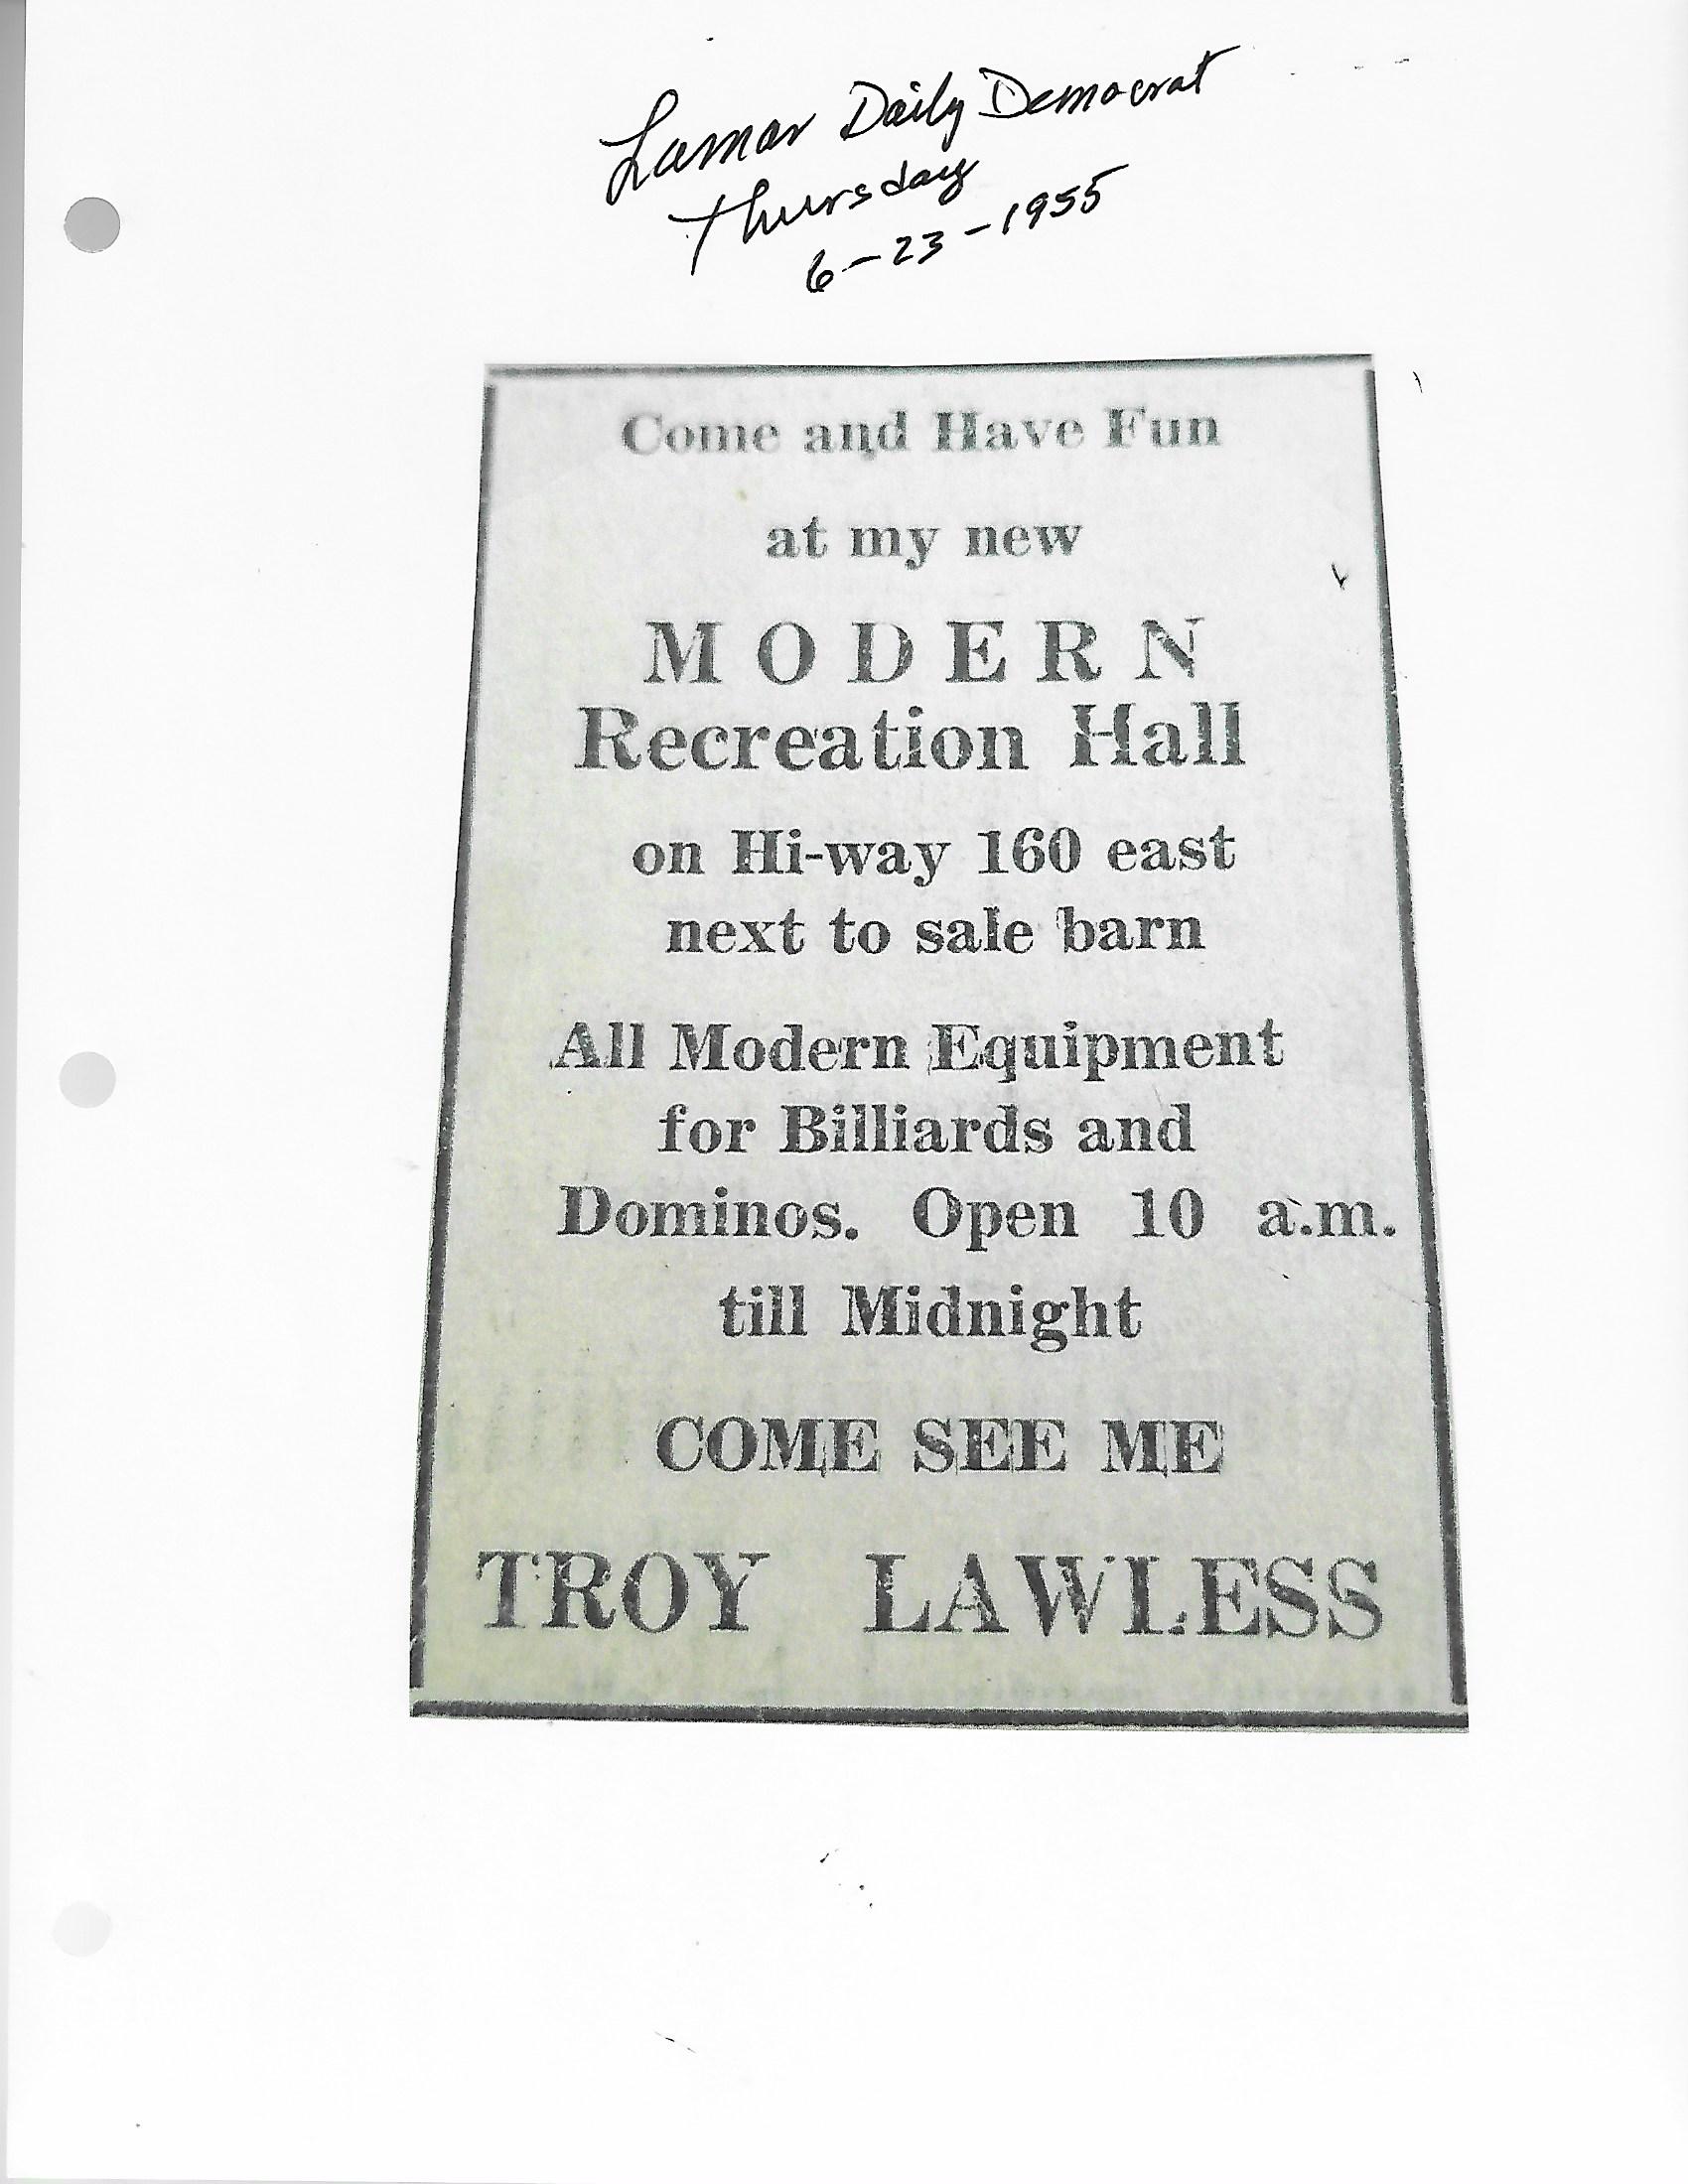 Lamar Daily Democrat
Thursday
6-23-1955
Come and Have Fun
at my new
MODERN
Recreation Hall
on Hi-way 160 east
next to sale barn
All Modern Equipment
for Billiards and
Dominos. Open 10 a.m.
till Midnight
COME SEE ME
TROY LAWLESS